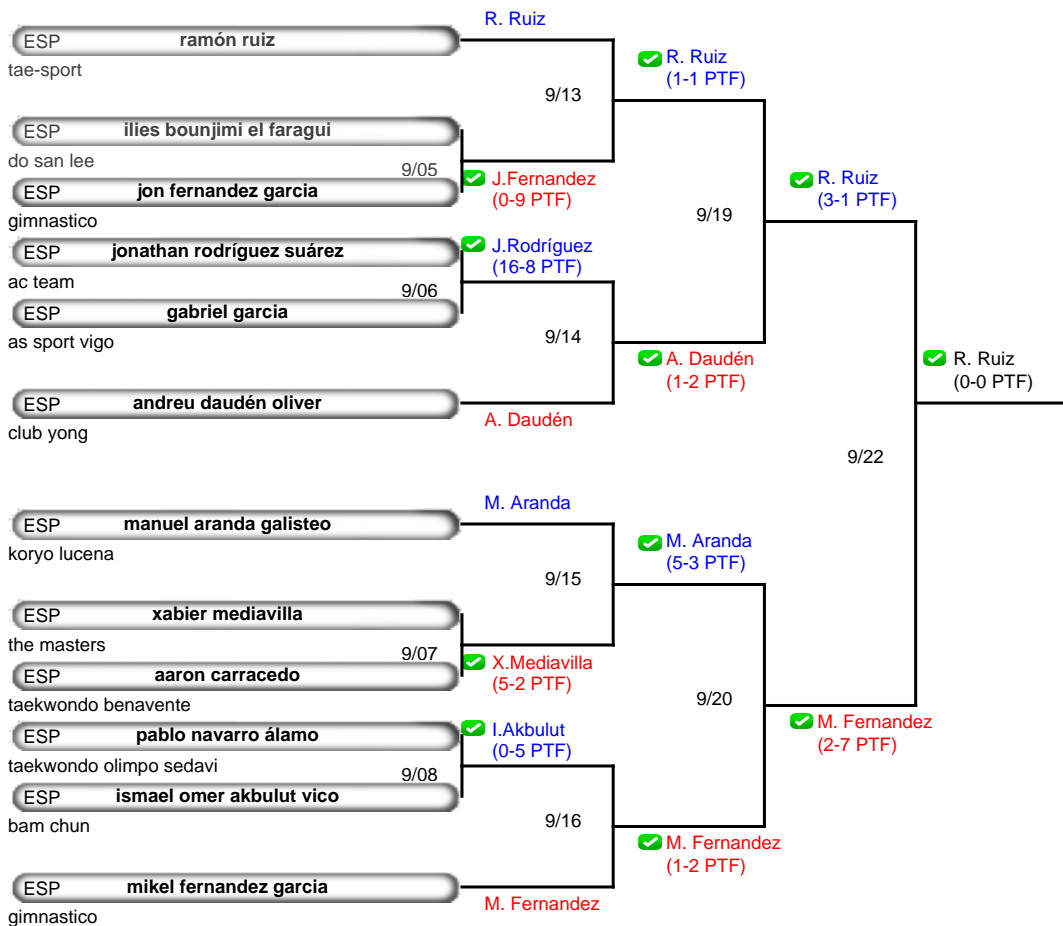 R. Ruiz
ESP ramón ruiz
tae-sport
R. Ruiz
(1-1 PTF)
9/13
ESP ilies bounjimi el faragui
do san lee
9/05
J.Fernandez
(0-9 PTF)
ESP jon fernandez garcia
gimnastico
R. Ruiz
(3-1 PTF)
9/19
ESP jonathan rodríguez suárez
ac team
J.Rodríguez
(16-8 PTF)
9/06
ESP gabriel garcia
as sport vigo
9/14
A. Daudén
(1-2 PTF)
R. Ruiz
(0-0 PTF)
ESP andreu daudén oliver
club yong
A. Daudén
9/22
M. Aranda
ESP manuel aranda galisteo
koryo lucena
M. Aranda
(5-3 PTF)
9/15
ESP xabier mediavilla
the masters
9/07
X.Mediavilla
(5-2 PTF)
ESP aaron carracedo
taekwondo benavente
9/20
M. Fernandez
(2-7 PTF)
ESP pablo navarro álamo
taekwondo olimpo sedavi
I.Akbulut
(0-5 PTF)
9/08
ESP ismael omer akbulut vico
bam chun
9/16
M. Fernandez
(1-2 PTF)
ESP mikel fernandez garcia
gimnastico
M. Fernandez